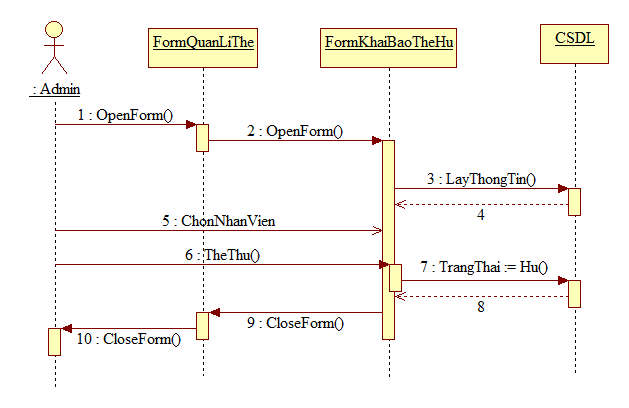 FormQuanLiThe
FormKhaiBaoTheHu
CSDL
: Admin
1 : OpenForm()
2 : OpenForm()
3 : LayThongTin()
4
5 : ChonNhanVien
6 : TheThu()
7 : TrangThai := Hu()
8
9 : CloseForm()
10 : CloseForm()